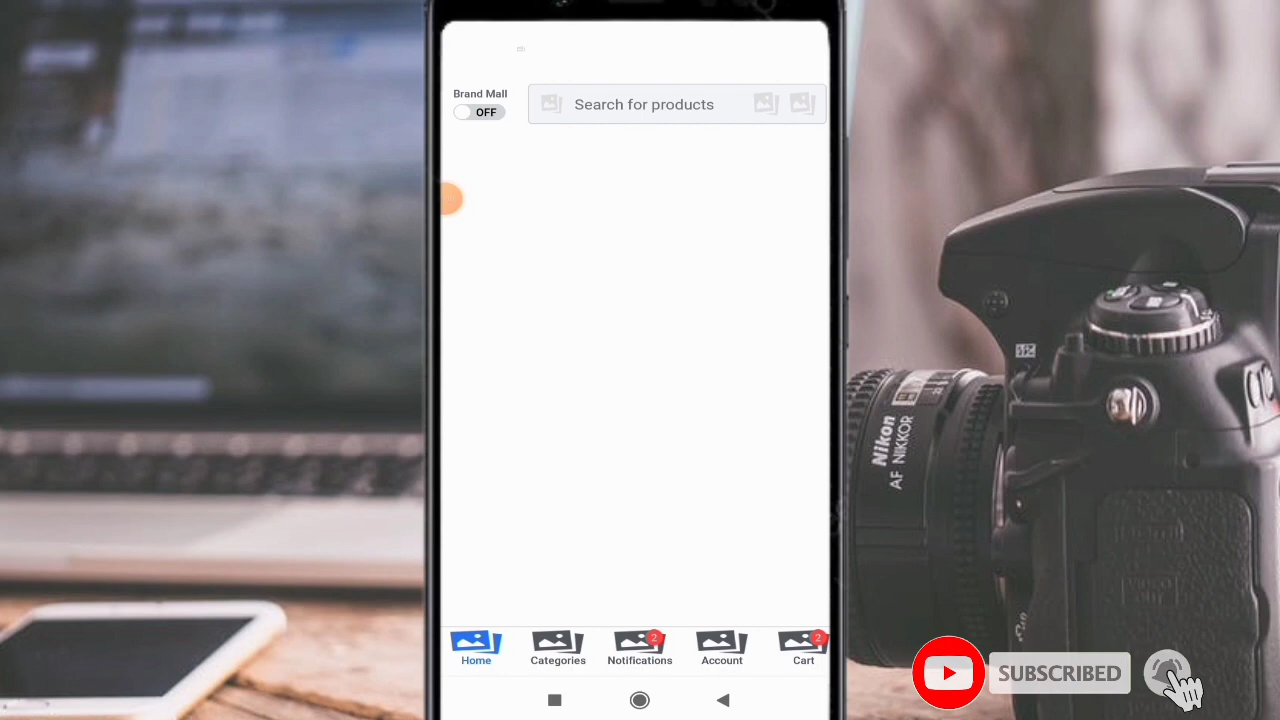 Brand Mall
OFF
Search for products
2
2
Home
Categories
Notifications
Account
Cart
Nikon
AF NIKKOR
SUBSCRIBED